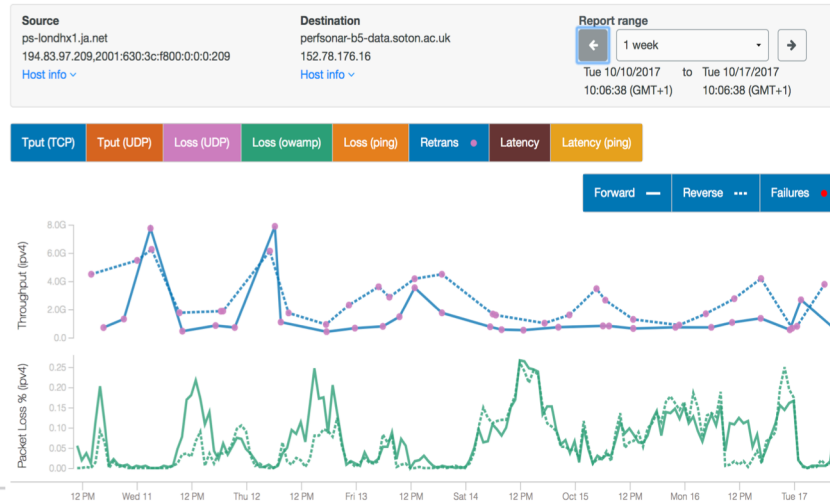 Source
Destination
Report range
ps-londhx1.ja.net
perfsonar-b5-data.soton.ac.uk
194.83.97.209,2001:630:3c:f800:0:0:0:209
152.78.176.16
1 week
Host info
Host info
Tue 10/10/2017 to Tue 10/17/2017
10:06:38 (GMT+1) 10:06:38 (GMT+1)
Tput (TCP) Tput (UDP) Loss (UDP) Loss (owamp) Loss (ping) Retrans Latency Latency (ping)
Forward Reverse Failures
Throughput (ipv4)
8.0G
6.0G
4.0G
2.0G
0.0
Packet Loss % (ipv4)
0.25
0.20
0.15
0.10
0.05
0.00
12 PM Wed 11 12 PM Thu 12 12 PM Fri 13 12 PM Sat 14 12 PM Oct 15 12 PM Mon 16 12 PM Tue 17